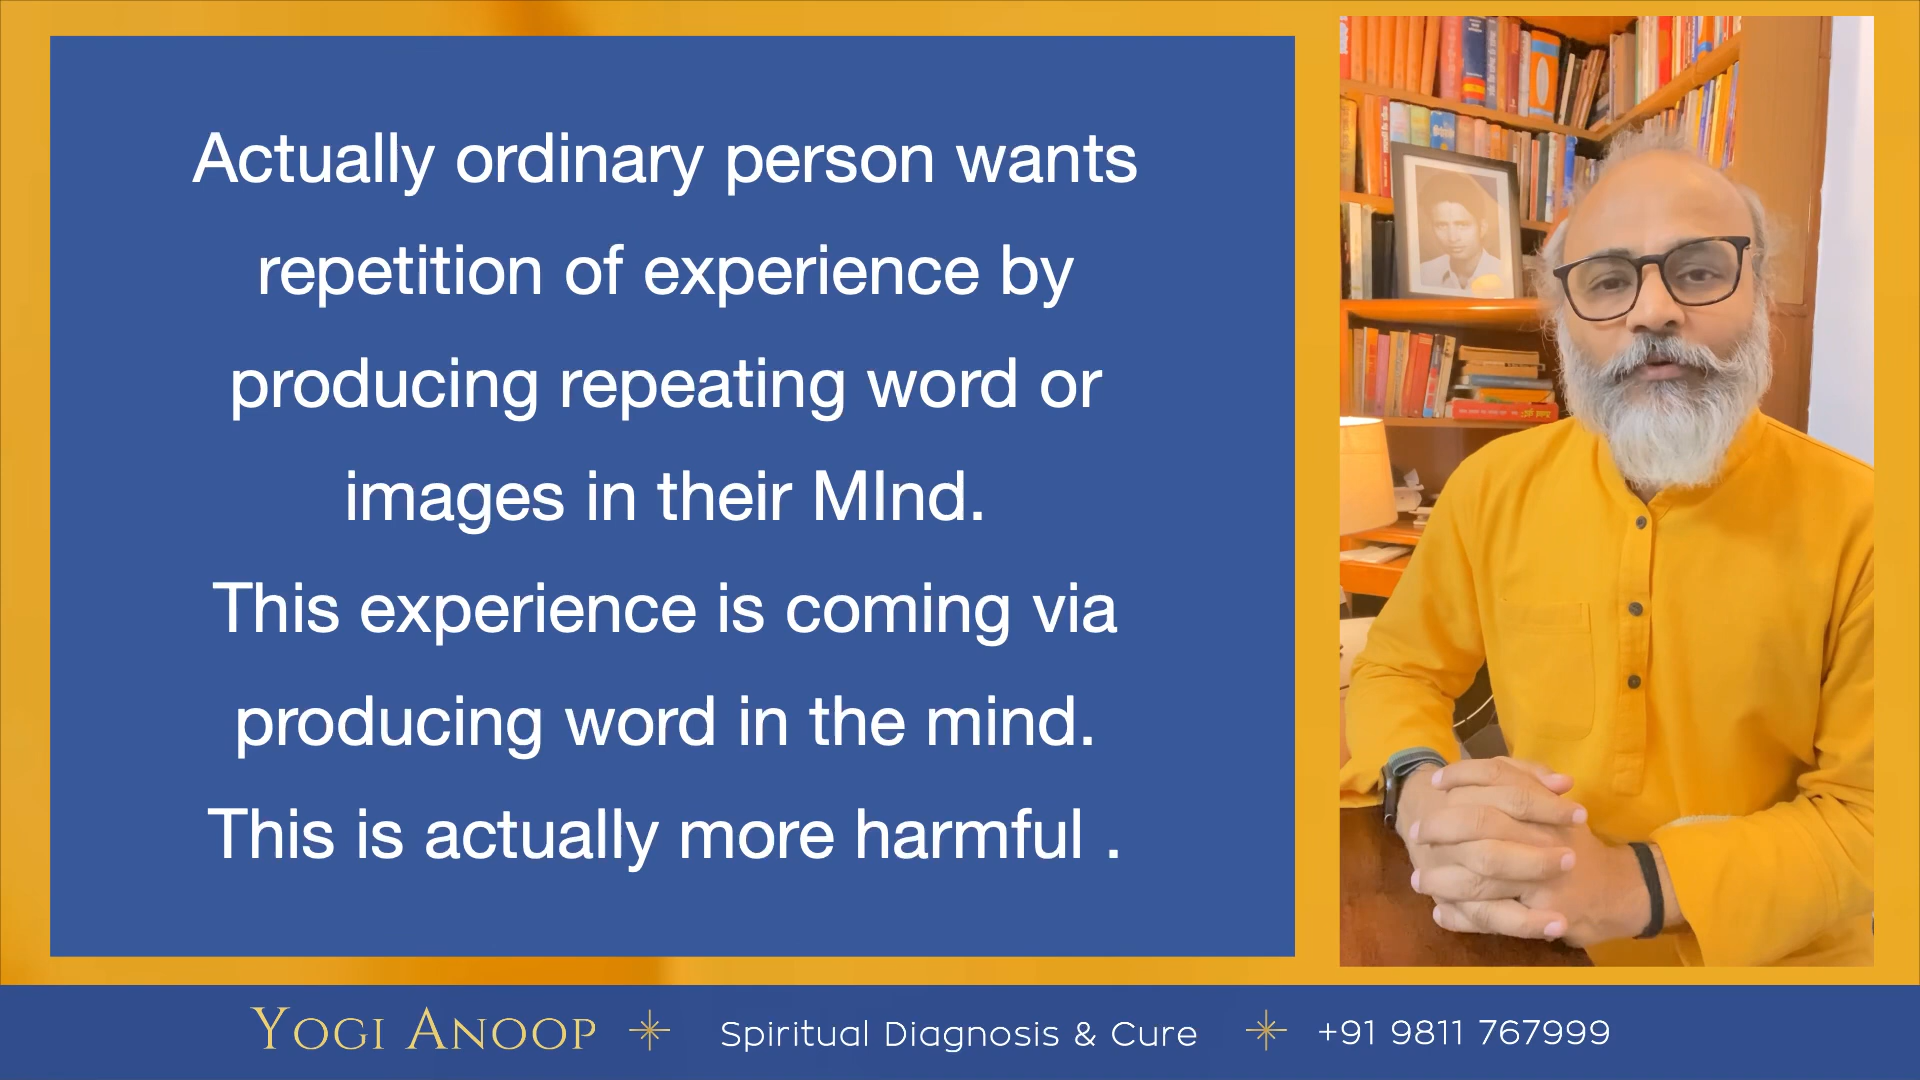 Actually ordinary person wants
repetition of experience by
producing repeating word or
images in their MInd.
This experience is coming via
producing word in the mind.
This is actually more harmful .
YOGI ANOOP Spiritual Diagnosis & Cure +91 9811 767999